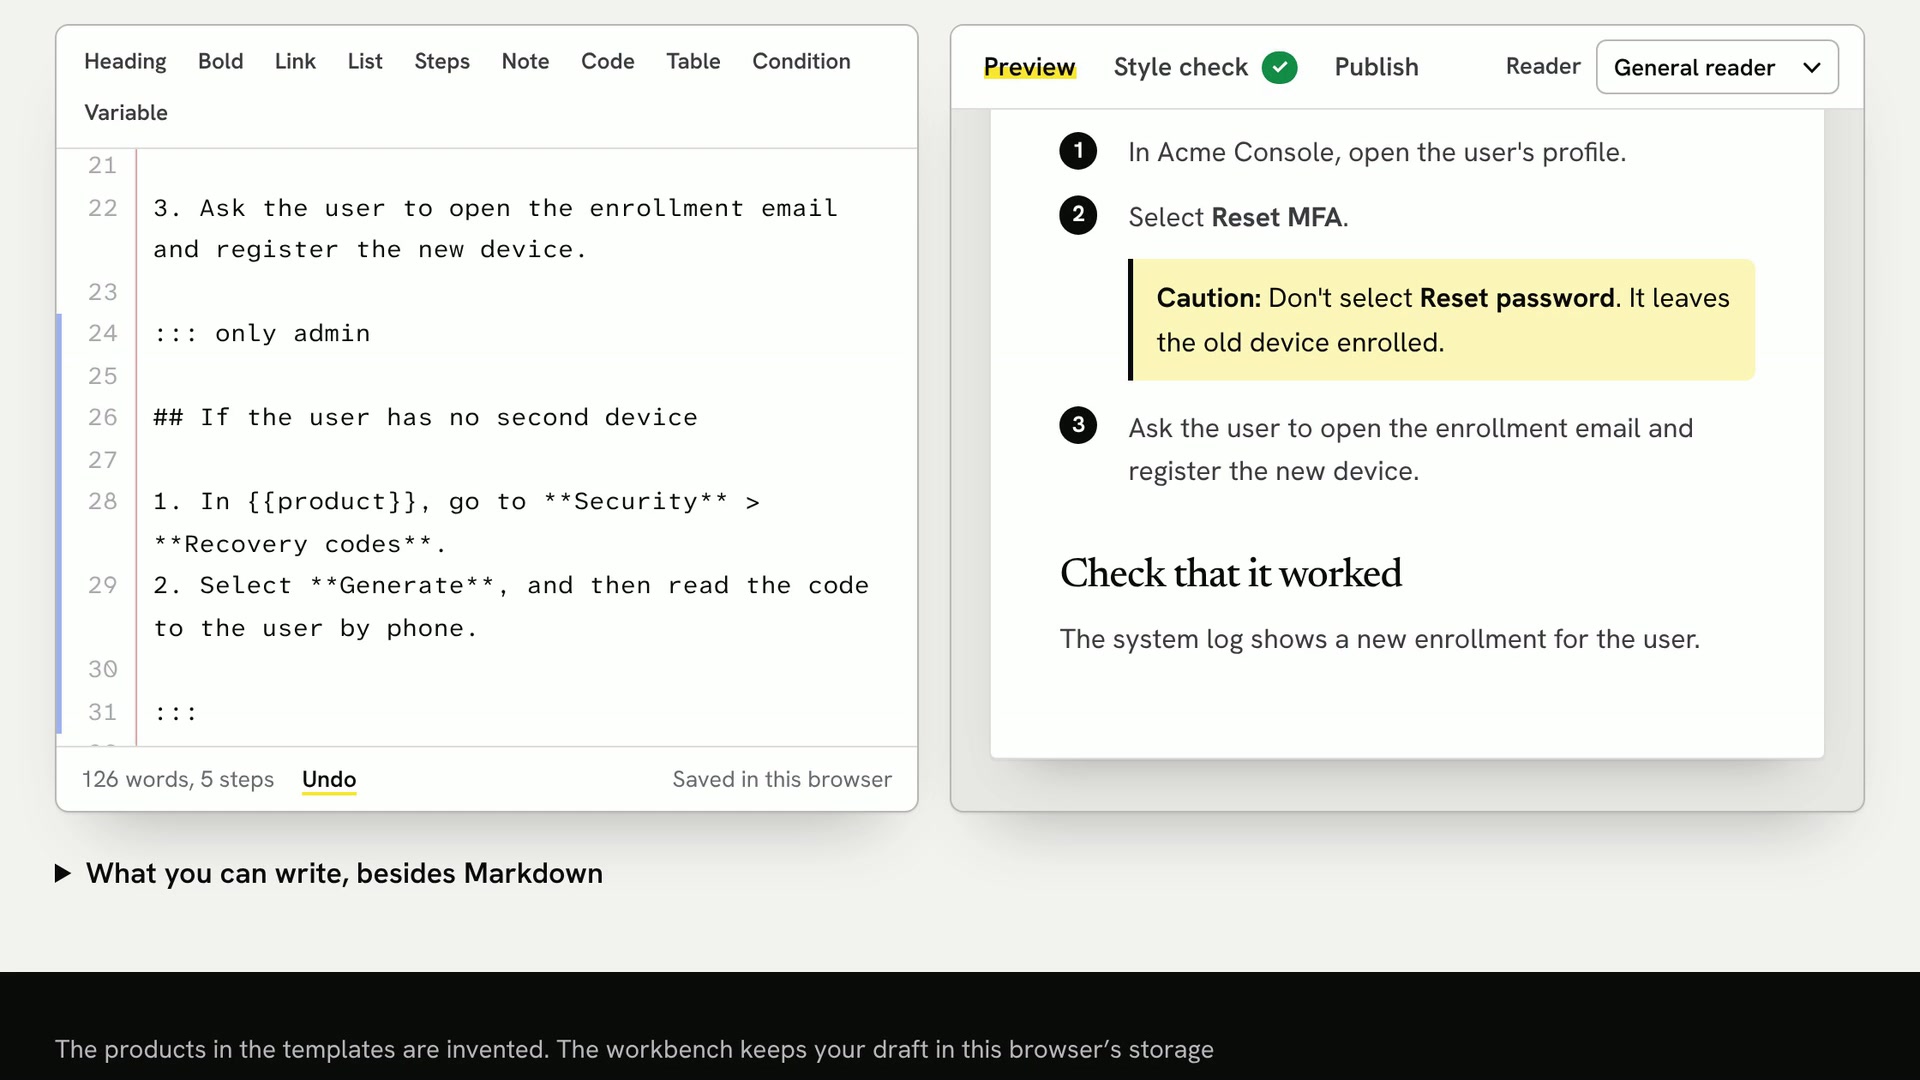 Heading Bold Link List Steps Note Code Table Condition
Variable
21
22 3. Ask the user to open the enrollment email
and register the new device.
23
24 ::: only admin
25
26 ## If the user has no second device
27
28 1. In {{product}}, go to **Security** >
**Recovery codes**.
29 2. Select **Generate**, and then read the code
to the user by phone.
30
31 :::
126 words, 5 steps Undo Saved in this browser
Preview Style check Publish Reader General reader
1 In Acme Console, open the user's profile.
2 Select Reset MFA.
Caution: Don't select Reset password. It leaves
the old device enrolled.
3 Ask the user to open the enrollment email and
register the new device.
Check that it worked
The system log shows a new enrollment for the user.
What you can write, besides Markdown
The products in the templates are invented. The workbench keeps your draft in this browser’s storage